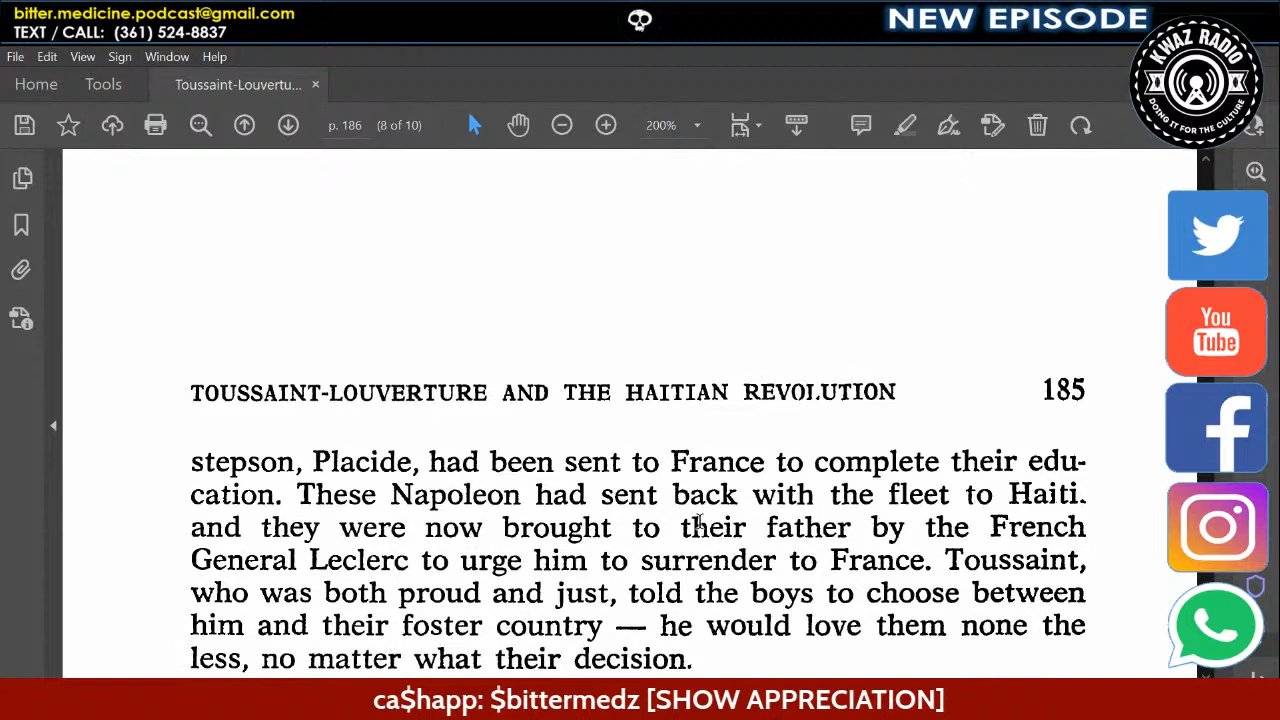 bitter.medicine.podcast@gmail.com
TEXT / CALL: (361) 524-8837
NEW EPISODE
KWAZ RADIO
DOING IT FOR THE CULTURE
File Edit View Sign Window Help
Home Tools Toussaint-Louvertu... ×
p. 186 (8 of 10) 200%
TOUSSAINT-LOUVERTURE AND THE HAITIAN REVOLUTION 185
stepson, Placide, had been sent to France to complete their edu-
cation. These Napoleon had sent back with the fleet to Haiti.
and they were now brought to their father by the French
General Leclerc to urge him to surrender to France. Toussaint,
who was both proud and just, told the boys to choose between
him and their foster country — he would love them none the
less, no matter what their decision.
You
Tube
ca$happ: $bittermedz [SHOW APPRECIATION]